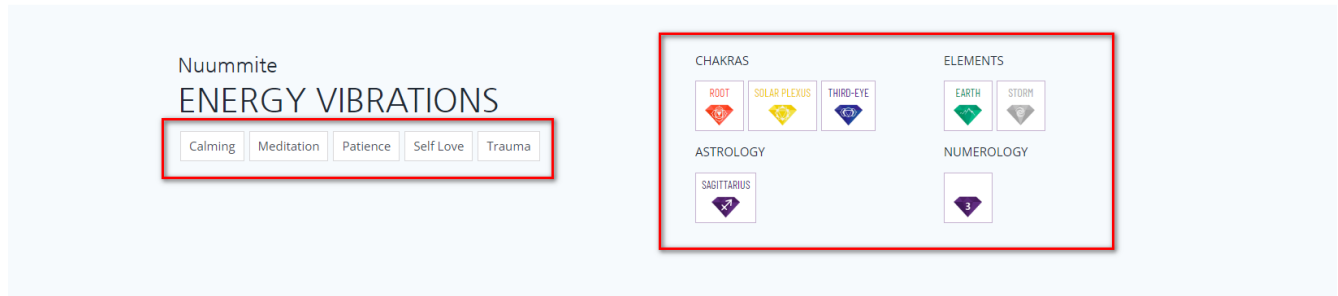 Nuummite
ENERGY VIBRATIONS
Calming Meditation Patience Self Love Trauma
CHAKRAS
ROOT SOLAR PLEXUS THIRD-EYE
ELEMENTS
EARTH STORM
ASTROLOGY
SAGITTARIUS
NUMEROLOGY
3